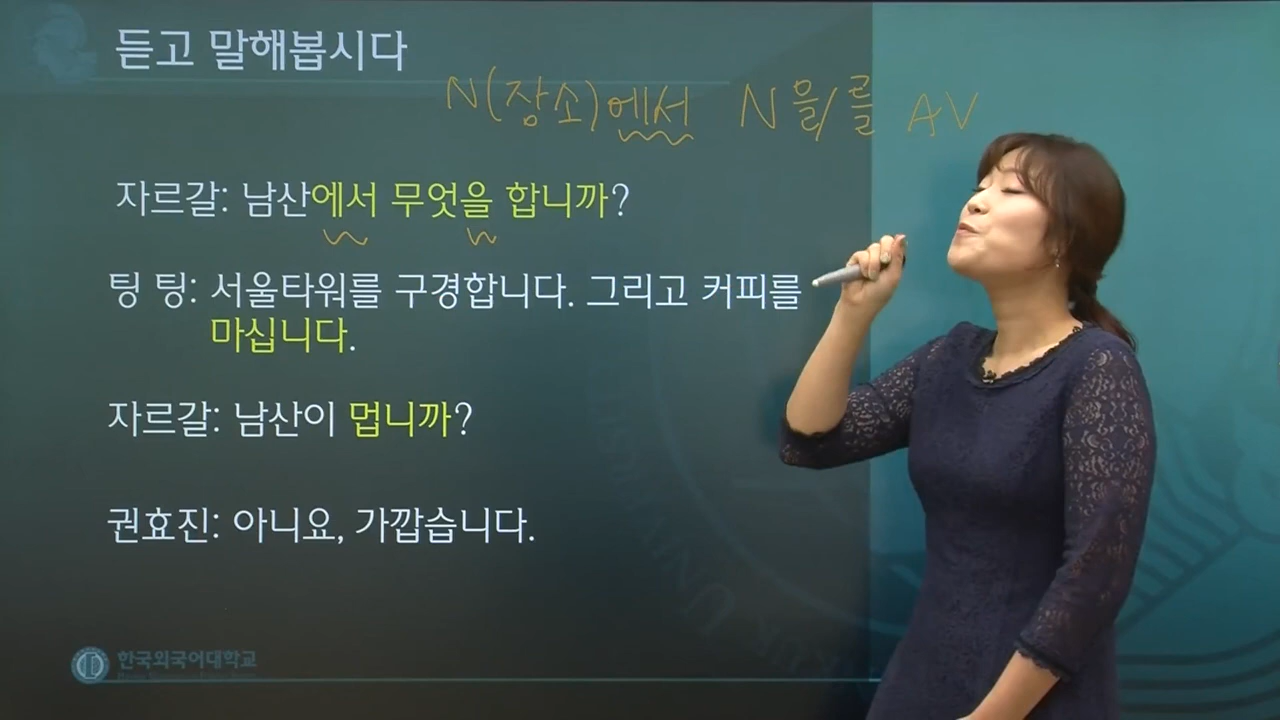 듣고 말해봅시다
N(장소)에서 N을/를 AV
자르갈: 남산에서 무엇을 합니까?
팅 팅: 서울타워를 구경합니다. 그리고 커피를
마십니다.
자르갈: 남산이 멉니까?
권효진: 아니요, 가깝습니다.
한국외국어대학교